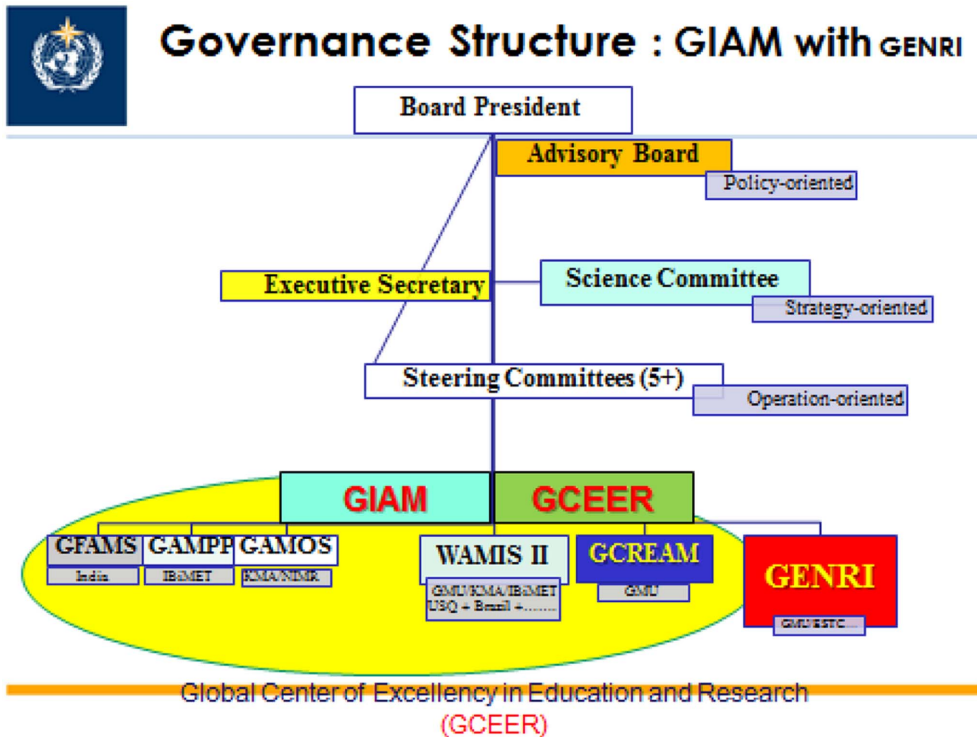 Governance Structure : GIAM with GENRI
Board President
Advisory Board
Policy-oriented
Executive Secretary
Science Committee
Strategy-oriented
Steering Committees (5+)
Operation-oriented
GIAM
GCEER
GFAMS
GAMPP
GAMOS
WAMIS II
GCREAM
GENRI
India
IBiMET
KMA/NIMR
GMU/KMA/IBiMET
USQ + Brazil +.......
GMU
GMU/ESTC...
Global Center of Excellency in Education and Research
(GCEER)